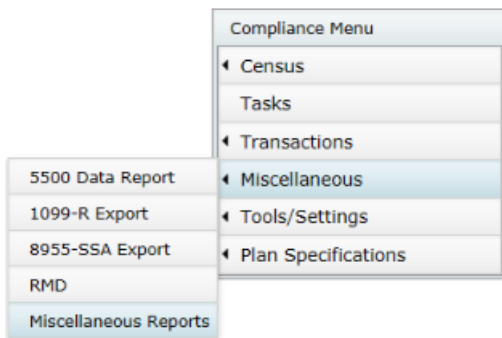 Compliance Menu
Census
Tasks
Transactions
Miscellaneous
Tools/Settings
Plan Specifications
5500 Data Report
1099-R Export
8955-SSA Export
RMD
Miscellaneous Reports